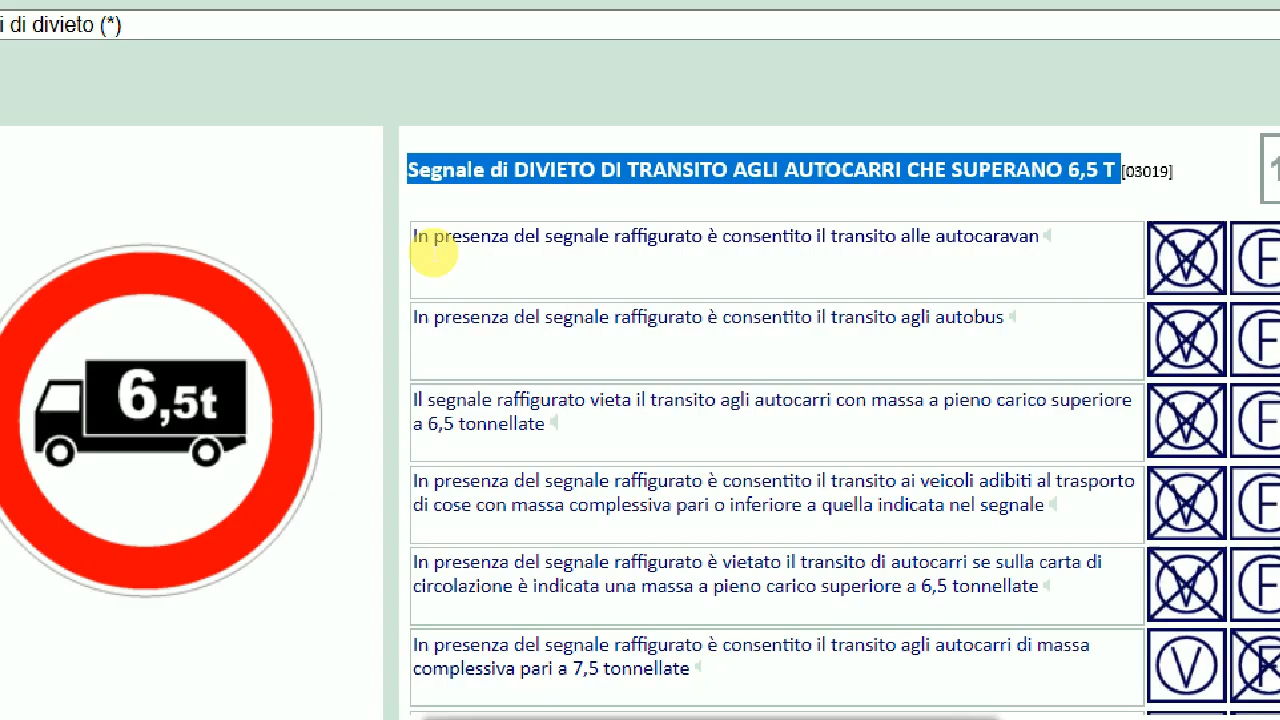 i di divieto (*)
Segnale di DIVIETO DI TRANSITO AGLI AUTOCARRI CHE SUPERANO 6,5 T [03019]
1
In presenza del segnale raffigurato è consentito il transito alle autocaravan
V F
6,5t
In presenza del segnale raffigurato è consentito il transito agli autobus
V F
Il segnale raffigurato vieta il transito agli autocarri con massa a pieno carico superiore
a 6,5 tonnellate
V F
In presenza del segnale raffigurato è consentito il transito ai veicoli adibiti al trasporto
di cose con massa complessiva pari o inferiore a quella indicata nel segnale
V F
In presenza del segnale raffigurato è vietato il transito di autocarri se sulla carta di
circolazione è indicata una massa a pieno carico superiore a 6,5 tonnellate
V F
In presenza del segnale raffigurato è consentito il transito agli autocarri di massa
complessiva pari a 7,5 tonnellate
V F